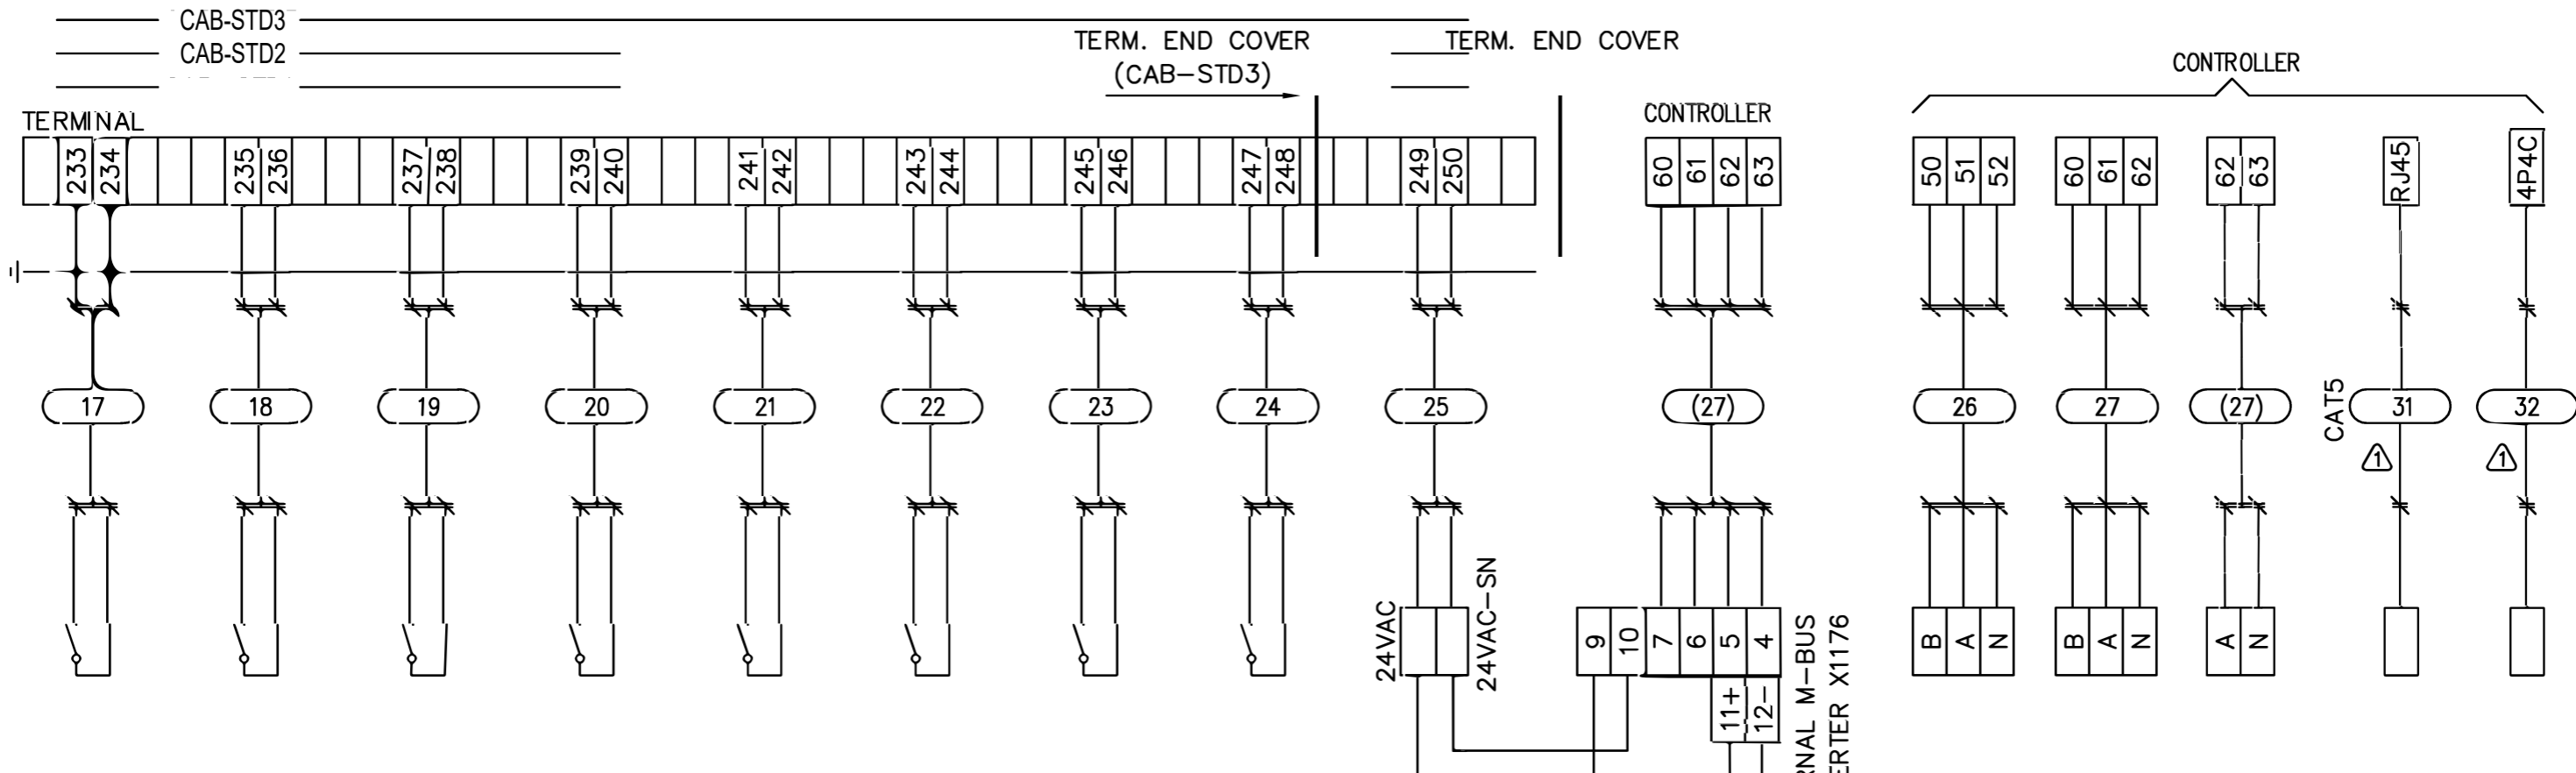 CAB-STD3
CAB-STD2
TERM. END COVER
(CAB-STD3)
TERM. END COVER
CONTROLLER
CONTROLLER
TERMINAL
233 234 235 236 237 238 239 240 241 242 243 244 245 246 247 248 249 250
60 61 62 63
50 51 52
60 61 62
62 63
RJ45
4P4C
17 18 19 20 21 22 23 24 25 (27) 26 27 (27) 31 32
CAT5
1
1
24VAC
24VAC-SN
9 10 7 6 5 4
11+ 12-
M-BUS
X1176
B A N
B A N
A N